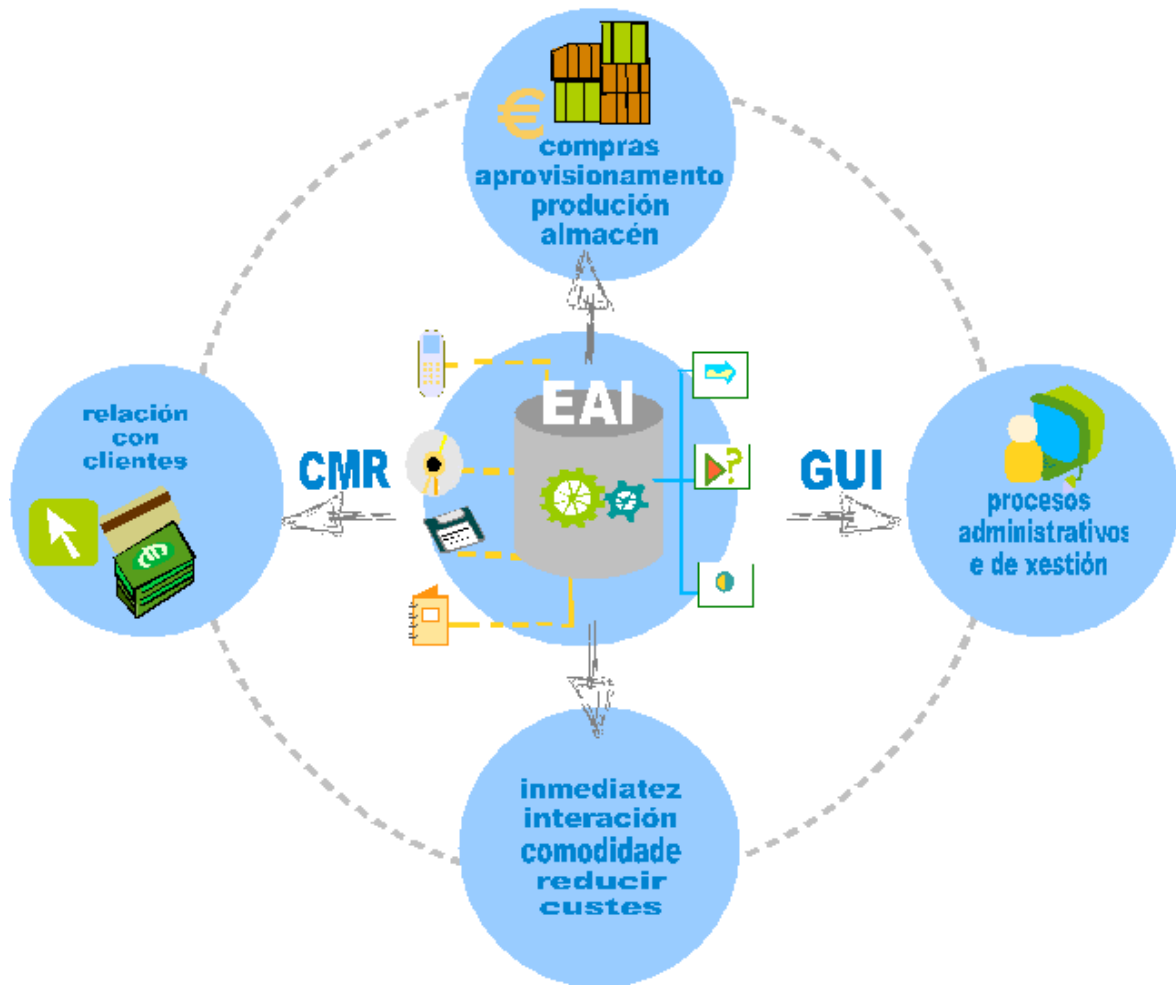 €
compras
aprovisionamento
produción
almacén
EAI
relación
con
clientes
CMR
GUI
?
procesos
administrativos
e de xestión
inmediatez
interación
comodidade
reducir
custes